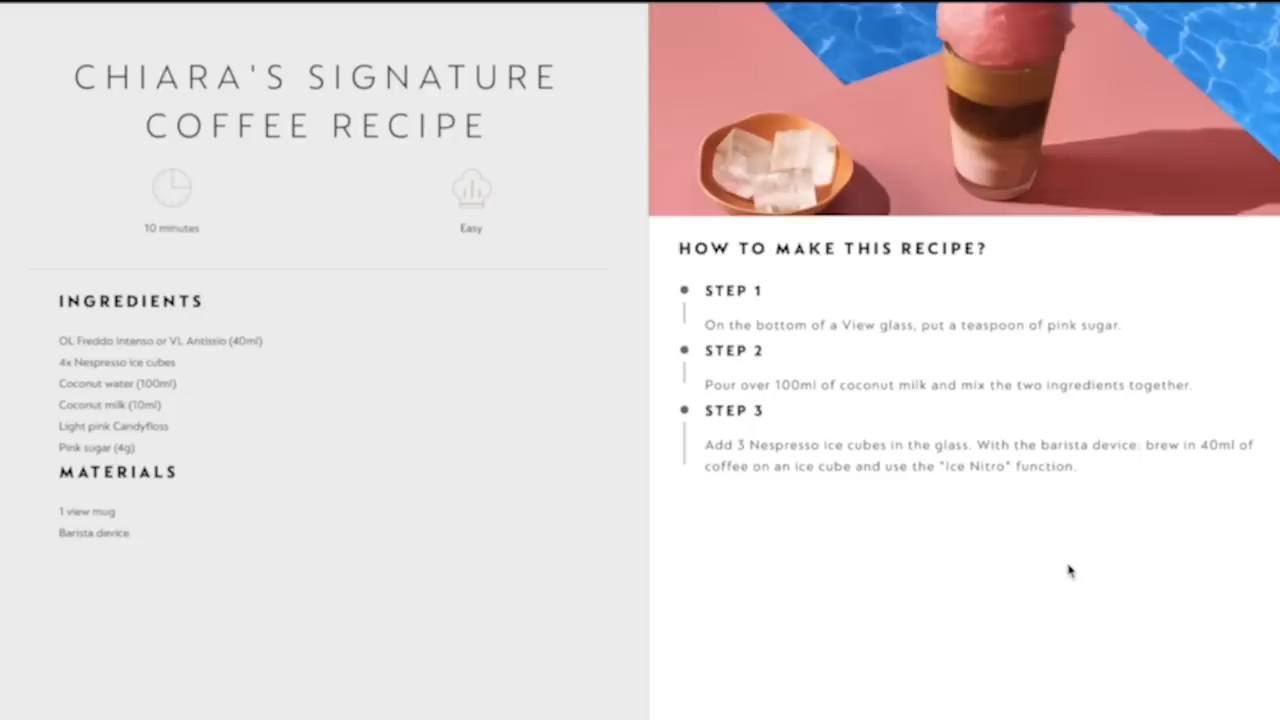 CHIARA'S SIGNATURE
COFFEE RECIPE
10 minutes
Easy
INGREDIENTS
OL Freddo Intenso or VL Antissio (40ml)
4x Nespresso ice cubes
Coconut water (100ml)
Coconut milk (10ml)
Light pink Candyfloss
Pink sugar (4g)
MATERIALS
1 view mug
Barista device
HOW TO MAKE THIS RECIPE?
STEP 1
On the bottom of a View glass, put a teaspoon of pink sugar.
STEP 2
Pour over 100ml of coconut milk and mix the two ingredients together.
STEP 3
Add 3 Nespresso ice cubes in the glass. With the barista device: brew in 40ml of
coffee on an ice cube and use the "Ice Nitro" function.